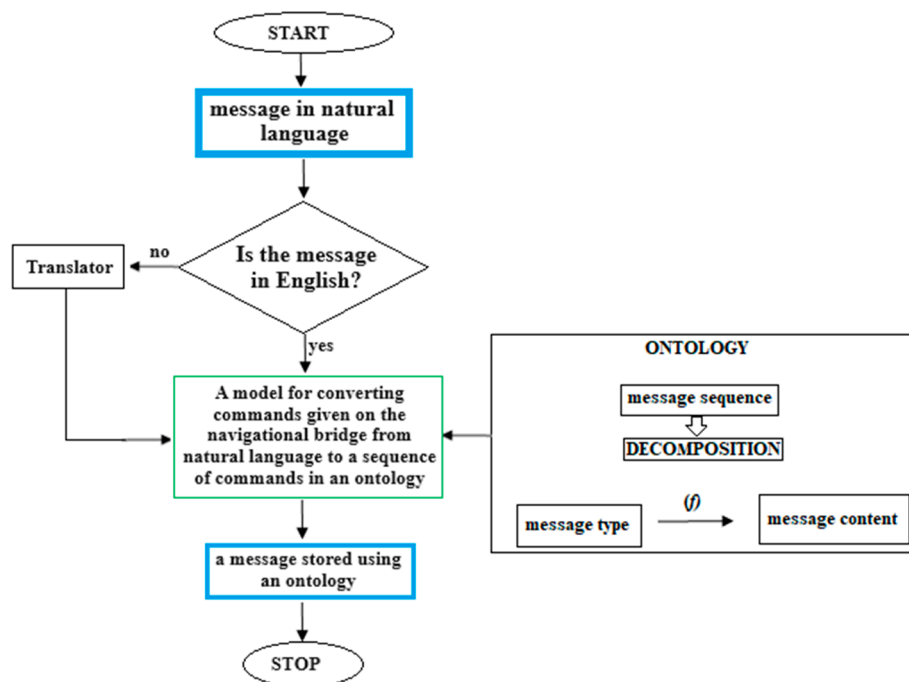 START
message in natural
language
Is the message
in English?
no
Translator
yes
A model for converting
commands given on the
navigational bridge from
natural language to a sequence
of commands in an ontology
ONTOLOGY
message sequence
DECOMPOSITION
message type
(f)
message content
a message stored using
an ontology
STOP